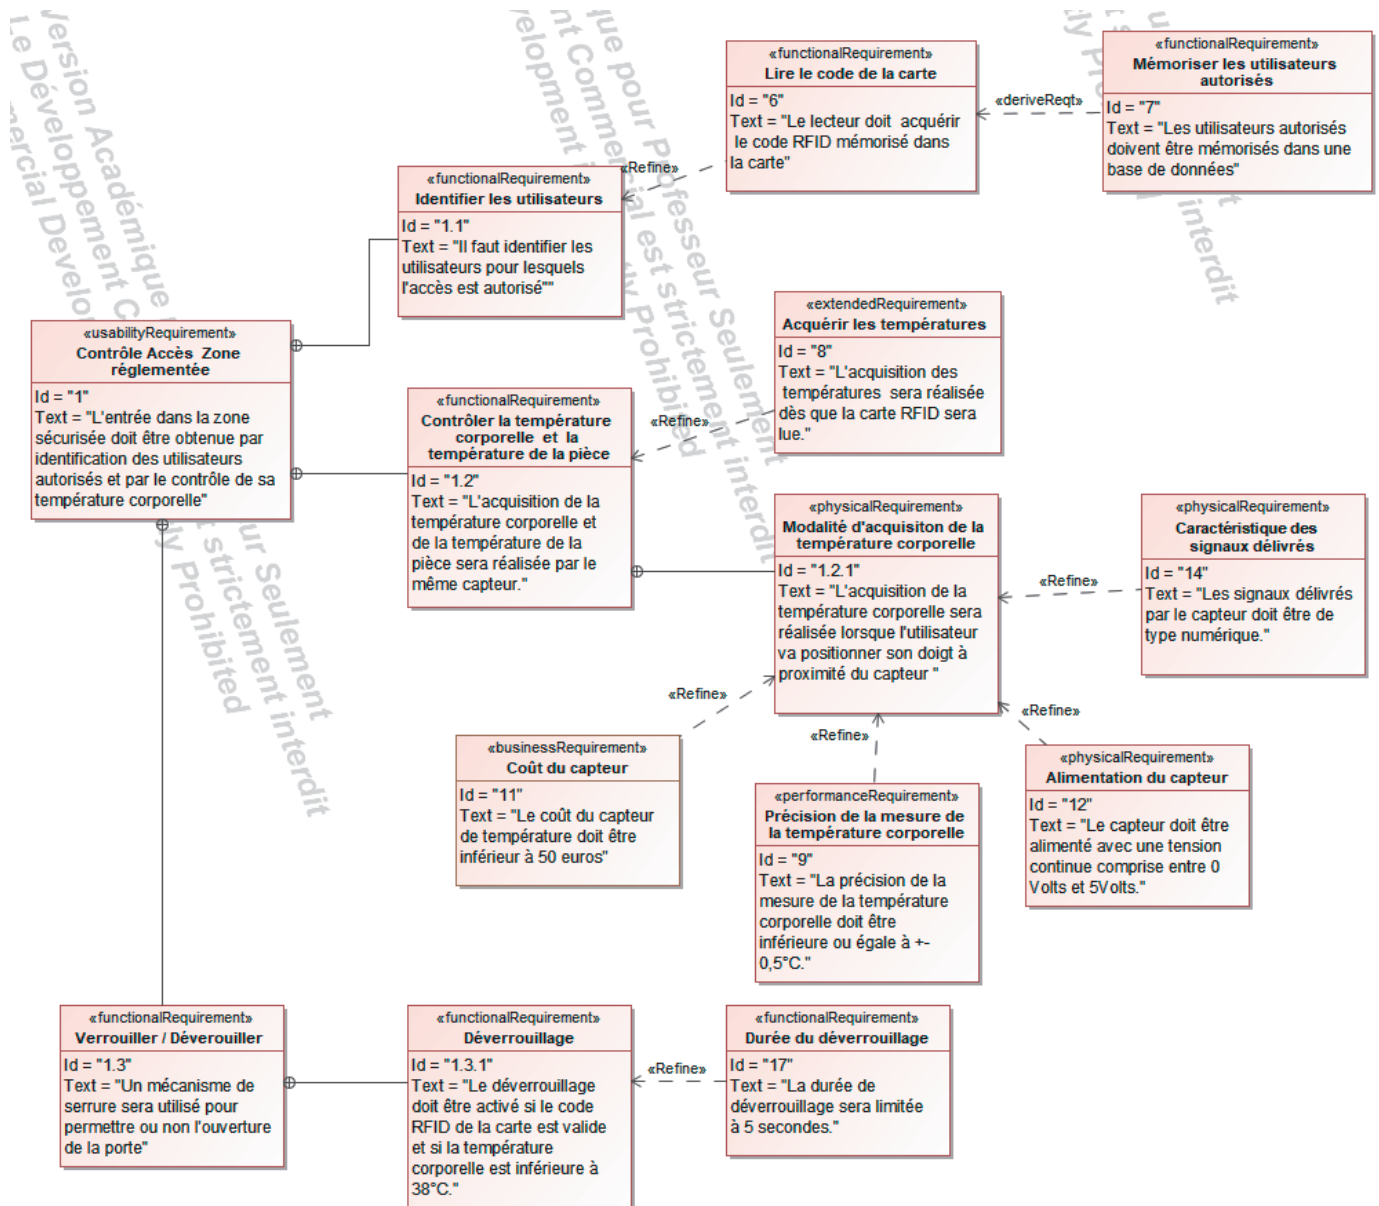 «functionalRequirement»
Lire le code de la carte
Id = "6"
Text = "Le lecteur doit acquérir
le code RFID mémorisé dans
la carte"
«deriveReqt»
«functionalRequirement»
Mémoriser les utilisateurs
autorisés
Id = "7"
Text = "Les utilisateurs autorisés
doivent être mémorisés dans une
base de données"
«Refine»
«functionalRequirement»
Identifier les utilisateurs
Id = "1.1"
Text = "Il faut identifier les
utilisateurs pour lesquels
l'accès est autorisé""
«usabilityRequirement»
Contrôle Accès Zone
réglementée
Id = "1"
Text = "L'entrée dans la zone
sécurisée doit être obtenue par
identification des utilisateurs
autorisés et par le contrôle de sa
température corporelle"
«extendedRequirement»
Acquérir les températures
Id = "8"
Text = "L'acquisition des
températures sera réalisée
dès que la carte RFID sera
lue."
«Refine»
«functionalRequirement»
Contrôler la température
corporelle et la
température de la pièce
Id = "1.2"
Text = "L'acquisition de la
température corporelle et
de la température de la
pièce sera réalisée par le
même capteur."
«physicalRequirement»
Modalité d'acquisiton de la
température corporelle
Id = "1.2.1"
Text = "L'acquisition de la
température corporelle sera
réalisée lorsque l'utilisateur
va positionner son doigt à
proximité du capteur "
«Refine»
«physicalRequirement»
Caractéristique des
signaux délivrés
Id = "14"
Text = "Les signaux délivrés
par le capteur doit être de
type numérique."
«Refine»
«businessRequirement»
Coût du capteur
Id = "11"
Text = "Le coût du capteur
de température doit être
inférieur à 50 euros"
«Refine»
«performanceRequirement»
Précision de la mesure de
la température corporelle
Id = "9"
Text = "La précision de la
mesure de la température
corporelle doit être
inférieure ou égale à +-
0,5°C."
«Refine»
«physicalRequirement»
Alimentation du capteur
Id = "12"
Text = "Le capteur doit être
alimenté avec une tension
continue comprise entre 0
Volts et 5Volts."
«functionalRequirement»
Verrouiller / Déverouiller
Id = "1.3"
Text = "Un mécanisme de
serrure sera utilisé pour
permettre ou non l'ouverture
de la porte"
«functionalRequirement»
Déverrouillage
Id = "1.3.1"
Text = "Le déverrouillage
doit être activé si le code
RFID de la carte est valide
et si la température
corporelle est inférieure à
38°C."
«Refine»
«functionalRequirement»
Durée du déverrouillage
Id = "17"
Text = "La durée de
déverrouillage sera limitée
à 5 secondes."
Version Académique
Le Développement
que pour Professeur Seulement
est strictement interdit
Prohibited
Seulement
strictement interdit
Prohibited
interdit